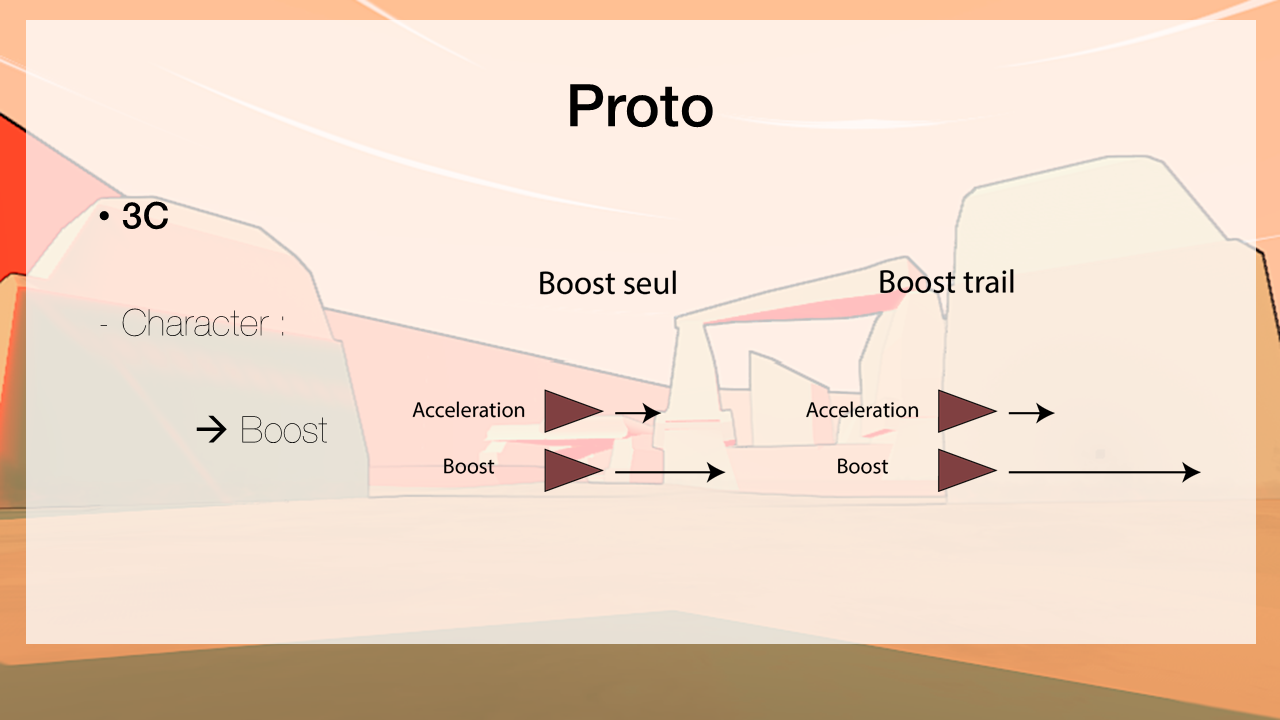 Proto
• 3C
- Character :
→ Boost
Boost seul
Acceleration
Boost
Boost trail
Acceleration
Boost